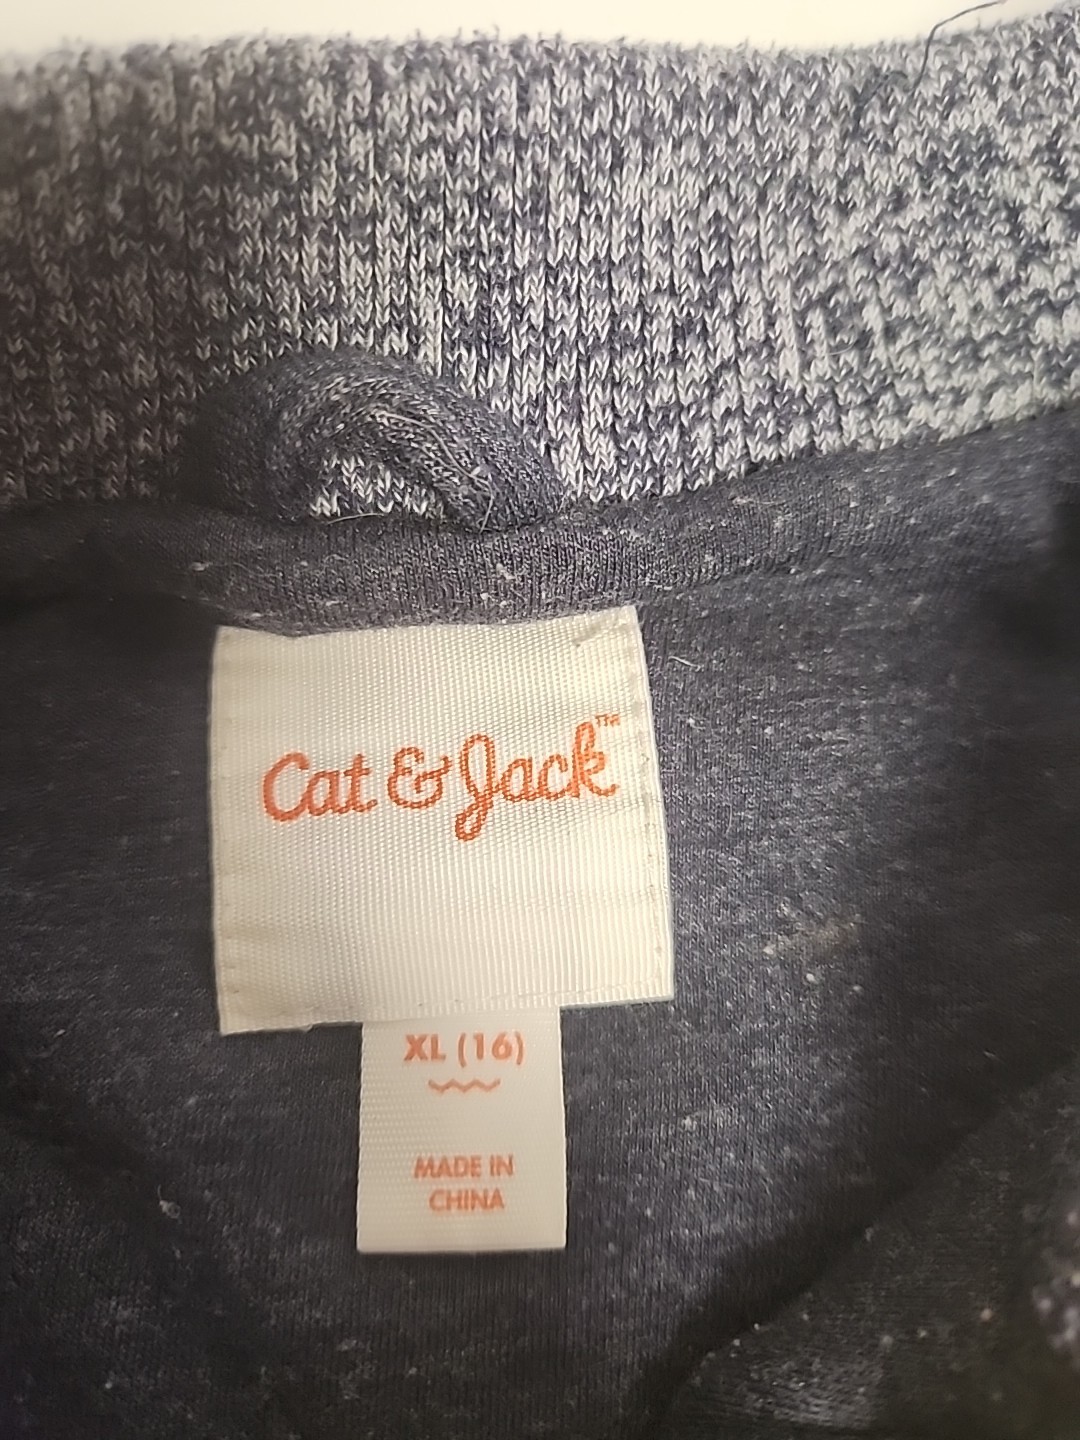 Cat & Jack™
XL (16)
MADE IN
CHINA